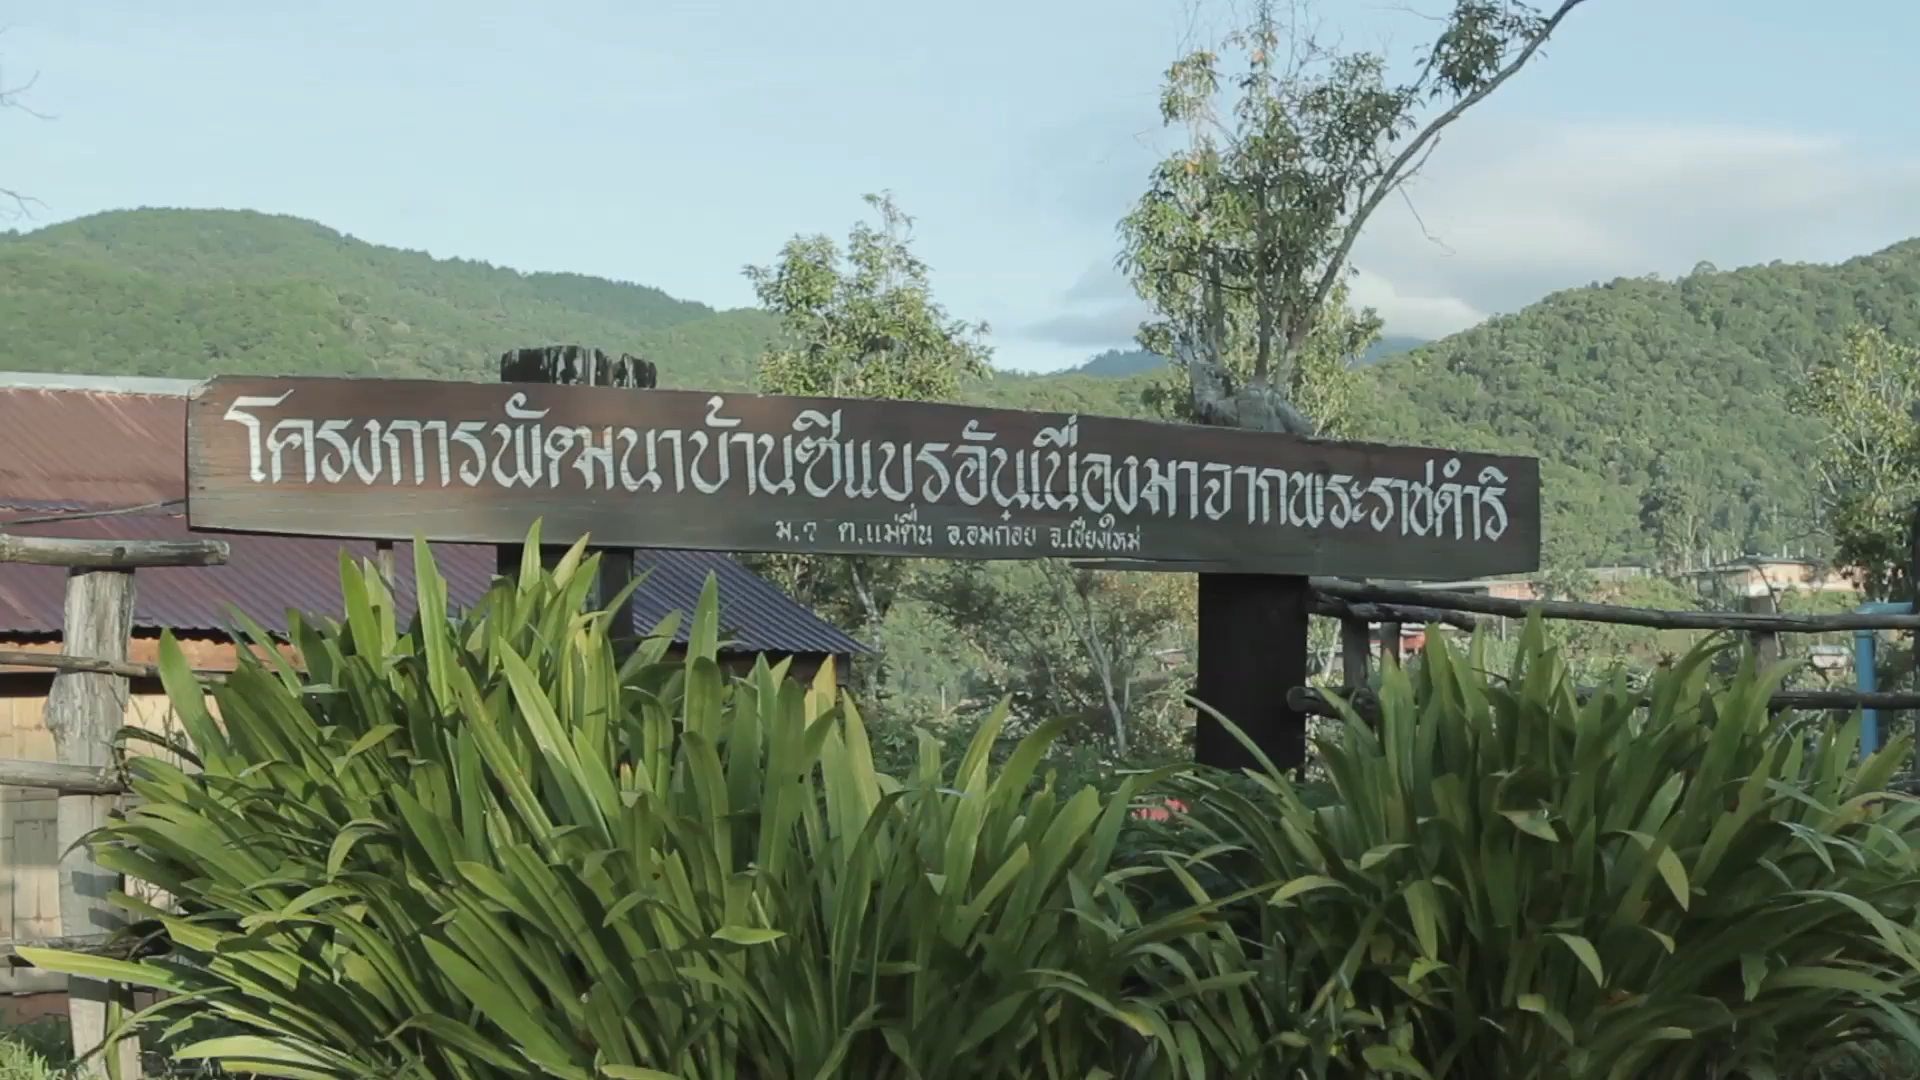 โครงการพัฒนาบ้านซีแบรอันเนื่องมาจากพระราชดำริ
ม.๖ ต.แม่ตื่น อ.อมก๋อย จ.เชียงใหม่